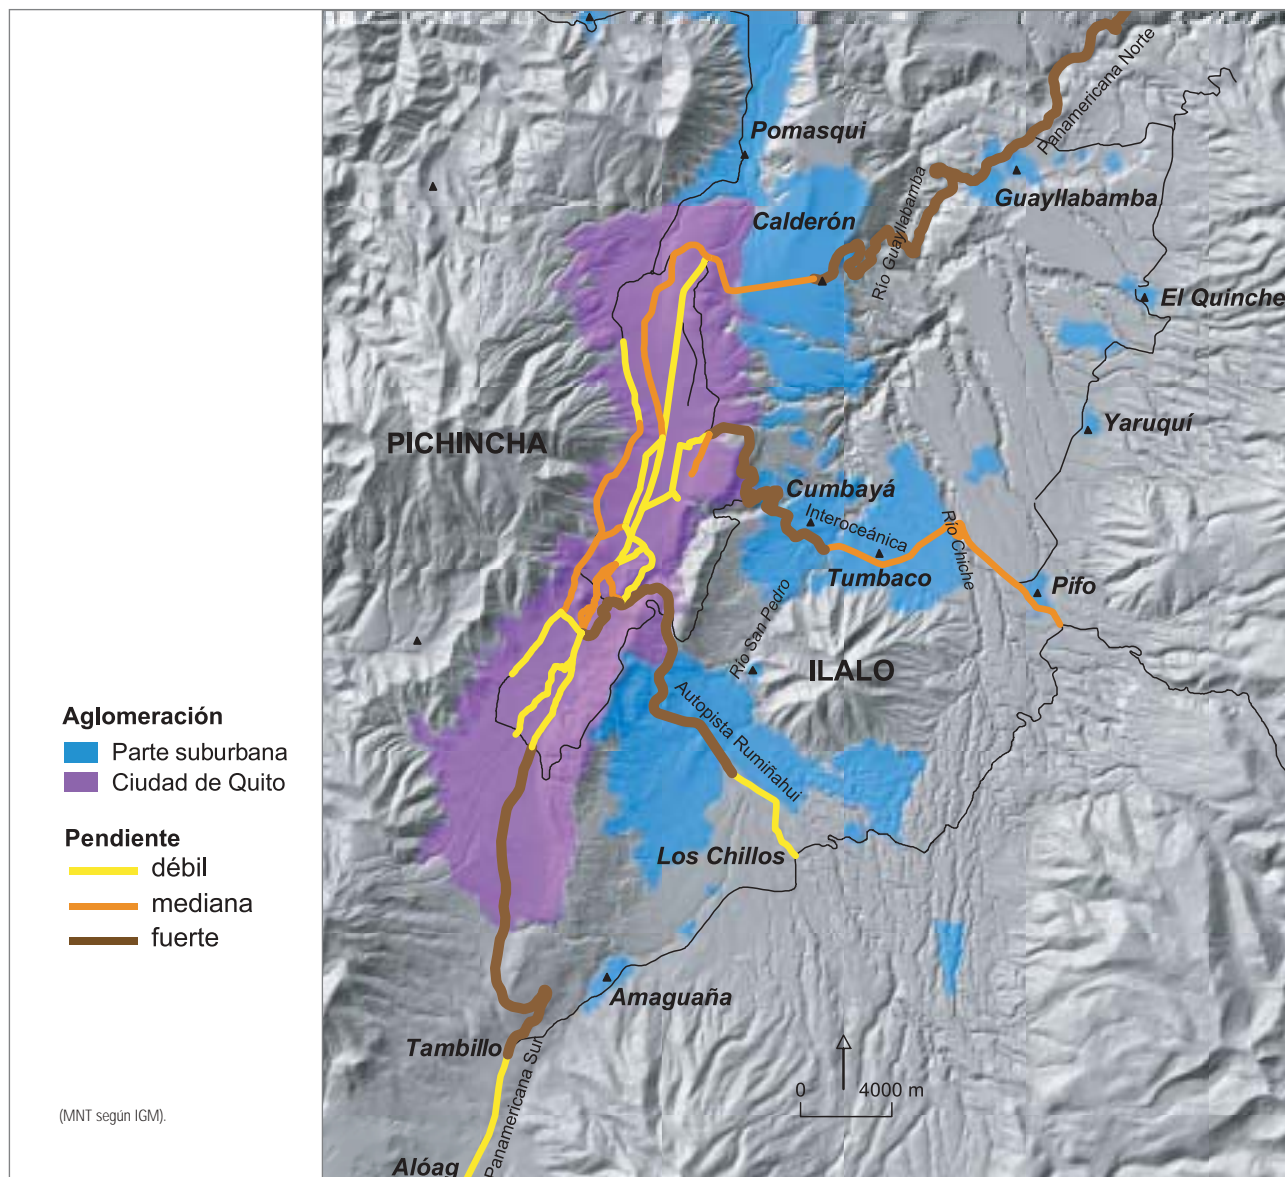 Panamericana Norte
Pomasqui
Guayllabamba
Río Guayllabamba
Calderón
El Quinche
Yaruquí
PICHINCHA
Cumbayá
Interoceánica
Río Chiche
Tumbaco
Pifo
Río San Pedro
ILALO
Autopista Rumiñahui
Aglomeración
Parte suburbana
Ciudad de Quito
Pendiente
débil
mediana
fuerte
Los Chillos
Amaguaña
Tambillo
Panamericana Sur
0 4000 m
(MNT según IGM).
Alóag